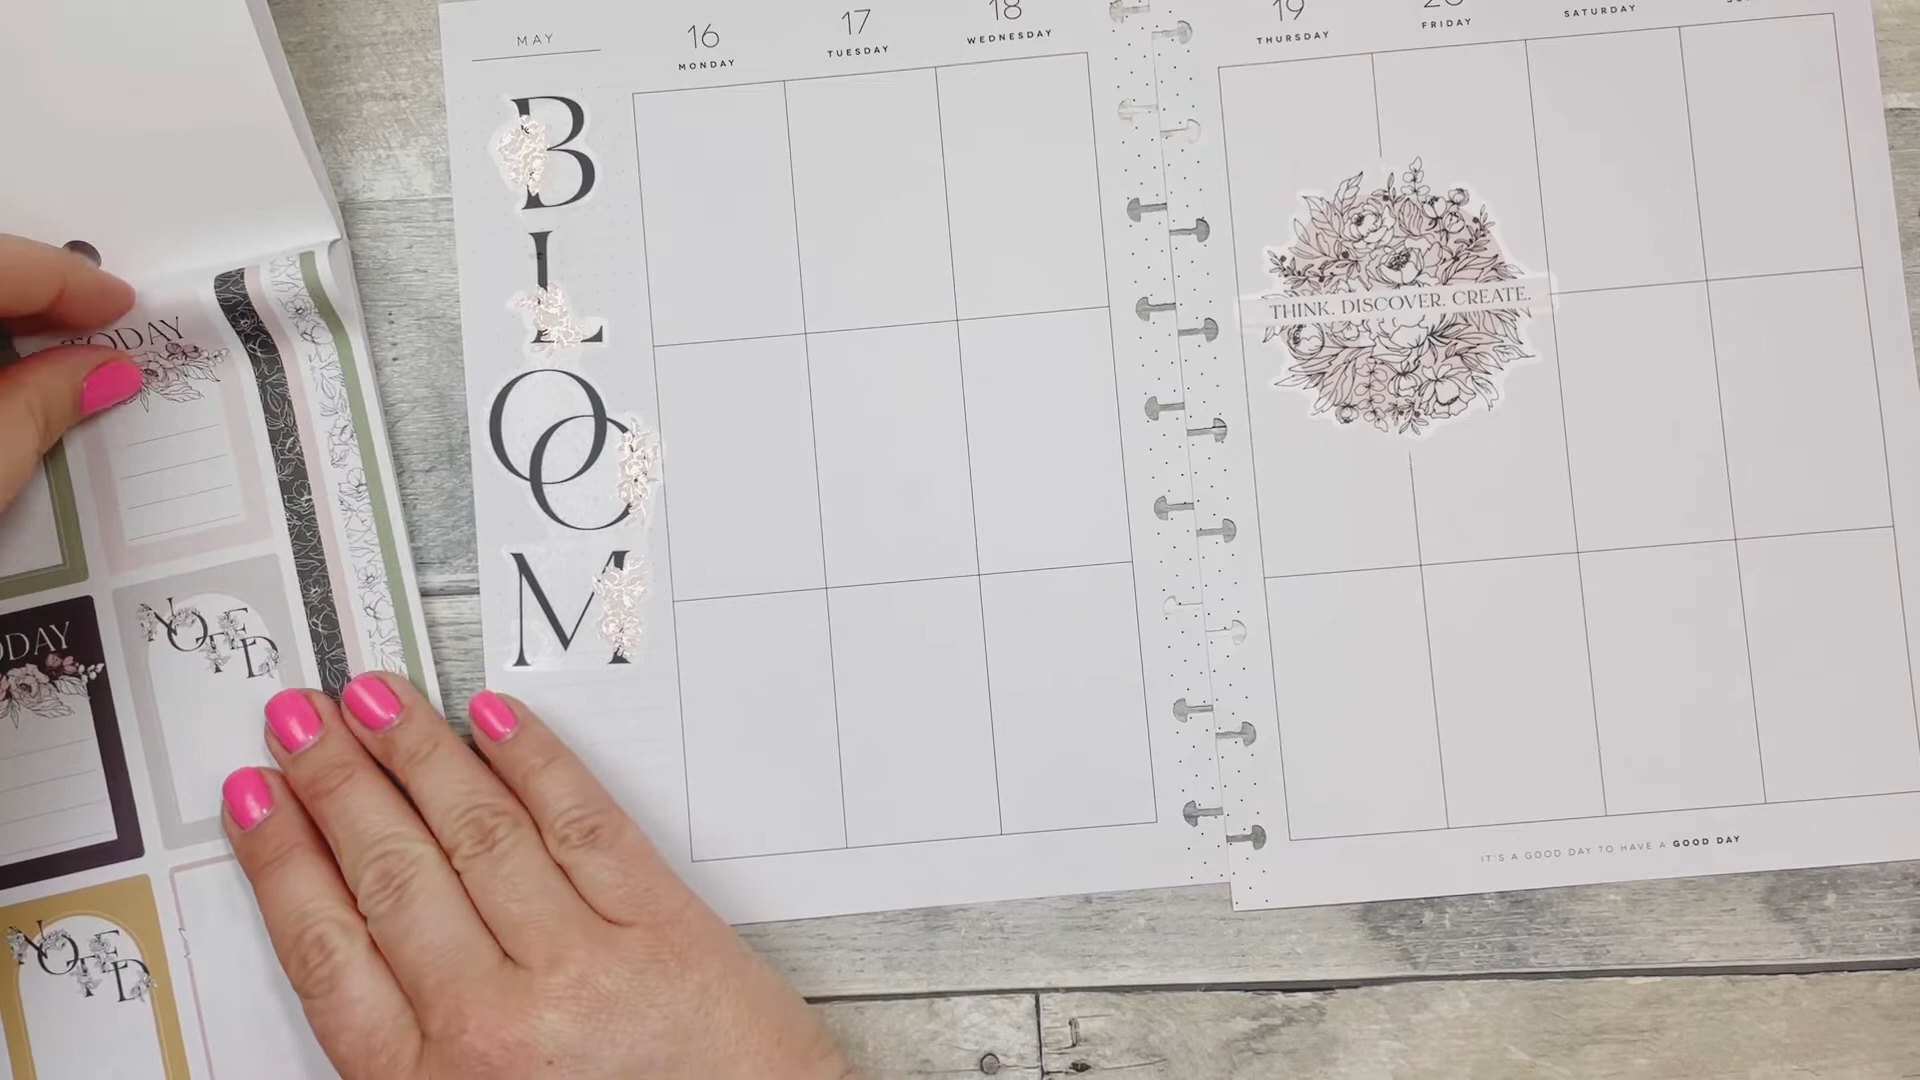 MAY
16
MONDAY
17
TUESDAY
18
WEDNESDAY
19
THURSDAY
FRIDAY
SATURDAY
B
L
O
O
M
THINK. DISCOVER. CREATE.
TODAY
NOTED
TODAY
NOTED
IT'S A GOOD DAY TO HAVE A GOOD DAY